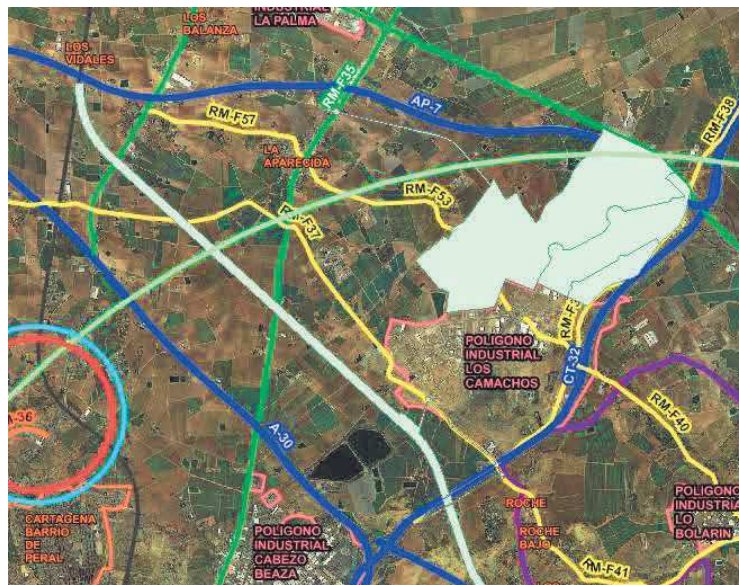 INDUSTRIAL
LA PALMA
LOS
BALANZA
LOS
VIDALES
RM-F35
AP-7
RM-F38
RM-F57
LA
APARECIDA
RM-F53
RM-F37
POLIGONO
INDUSTRIAL
LOS
CAMACHOS
CT-32
RM-F40
A-30
ROCHE
ROCHE
BAJO
CARTAGENA
BARRIO
DE
PERAL
POLIGONO
INDUSTRIAL
CABEZO
BEAZA
POLIGONO
INDUSTRIA
LO
BOLARIN
RM-F41